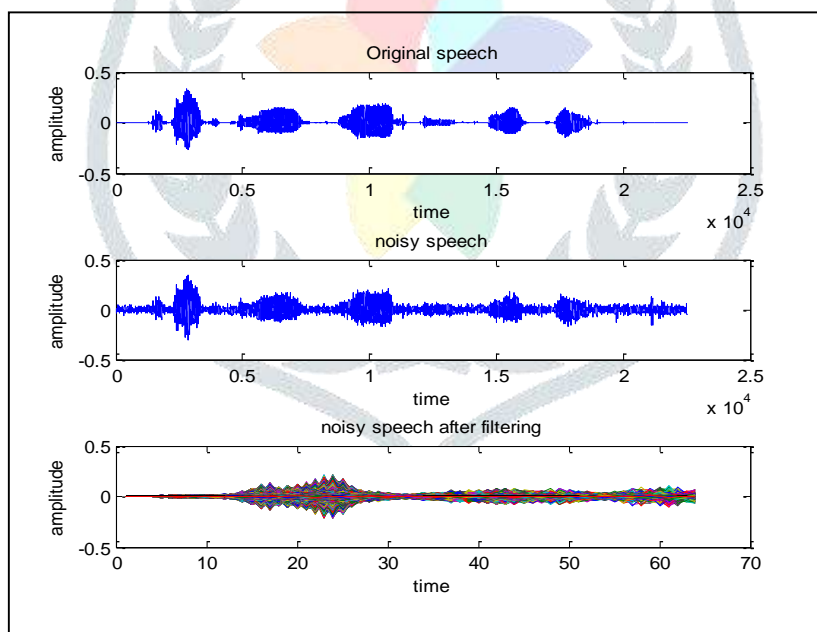 Original speech
0.5
0
-0.5
amplitude
0 0.5 1 1.5 2 2.5
time
x 10^4
noisy speech
0.5
0
-0.5
amplitude
0 0.5 1 1.5 2 2.5
time
x 10^4
noisy speech after filtering
0.5
0
-0.5
amplitude
0 10 20 30 40 50 60 70
time